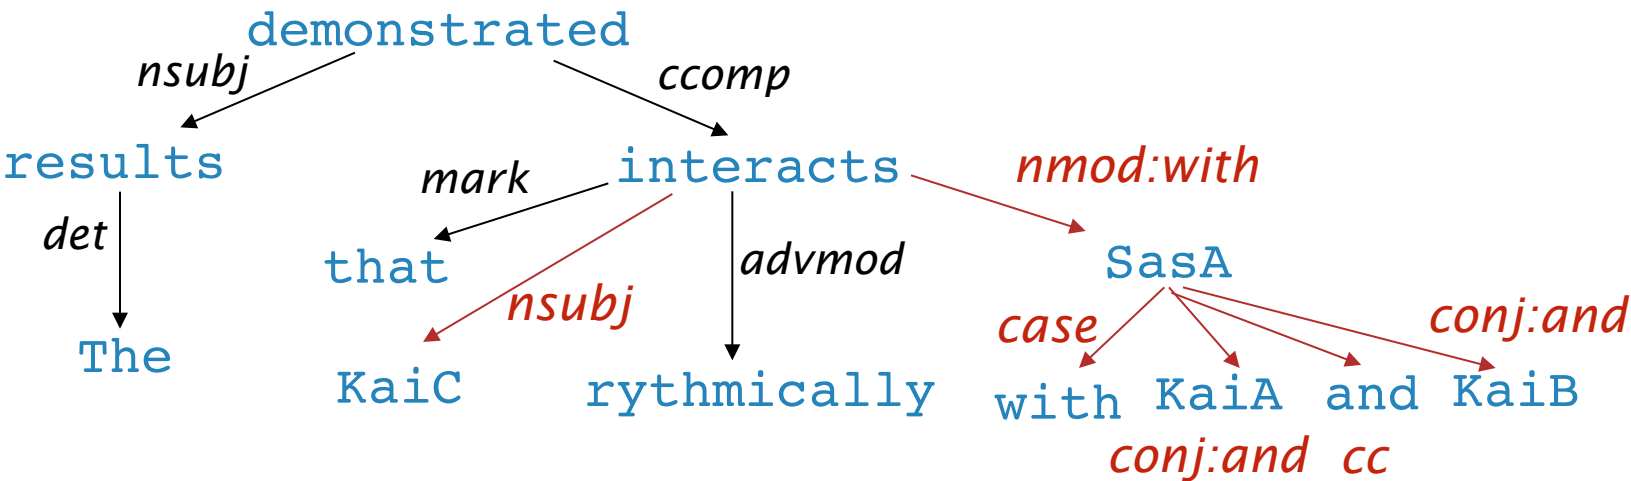 demonstrated
nsubj ccomp
results interacts nmod:with
mark
det that advmod SasA
nsubj case conj:and
The KaiC rythmically with KaiA and KaiB
conj:and cc